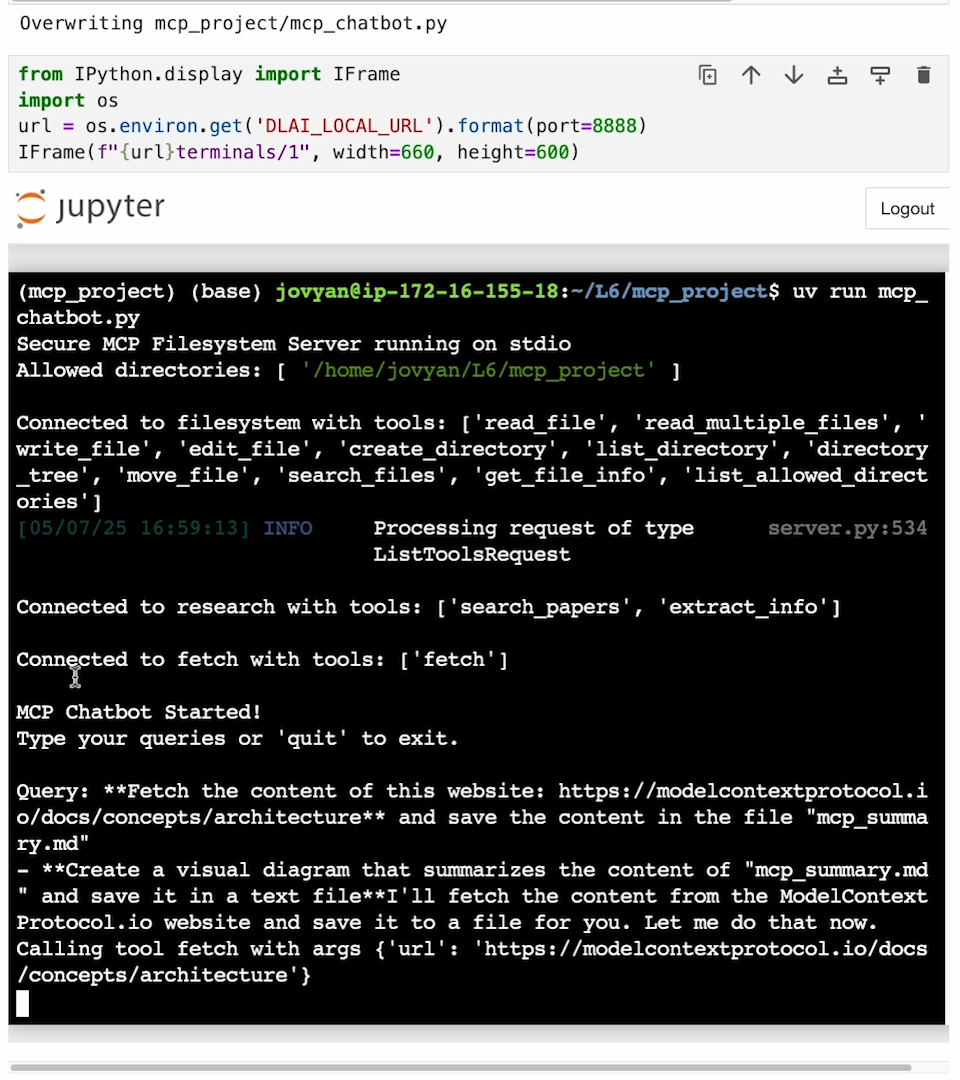 Overwriting mcp_project/mcp_chatbot.py
from IPython.display import IFrame
import os
url = os.environ.get('DLAI_LOCAL_URL').format(port=8888)
IFrame(f"{url}terminals/1", width=660, height=600)
jupyter
Logout
(mcp_project) (base) jovyan@ip-172-16-155-18:~/L6/mcp_project$ uv run mcp_
chatbot.py
Secure MCP Filesystem Server running on stdio
Allowed directories: [ '/home/jovyan/L6/mcp_project' ]
Connected to filesystem with tools: ['read_file', 'read_multiple_files', '
write_file', 'edit_file', 'create_directory', 'list_directory', 'directory
_tree', 'move_file', 'search_files', 'get_file_info', 'list_allowed_direct
ories']
[05/07/25 16:59:13] INFO Processing request of type server.py:534
ListToolsRequest
Connected to research with tools: ['search_papers', 'extract_info']
Connected to fetch with tools: ['fetch']
MCP Chatbot Started!
Type your queries or 'quit' to exit.
Query: **Fetch the content of this website: https://modelcontextprotocol.i
o/docs/concepts/architecture** and save the content in the file "mcp_summa
ry.md"
- **Create a visual diagram that summarizes the content of "mcp_summary.md
" and save it in a text file**I'll fetch the content from the ModelContext
Protocol.io website and save it to a file for you. Let me do that now.
Calling tool fetch with args {'url': 'https://modelcontextprotocol.io/docs
/concepts/architecture'}